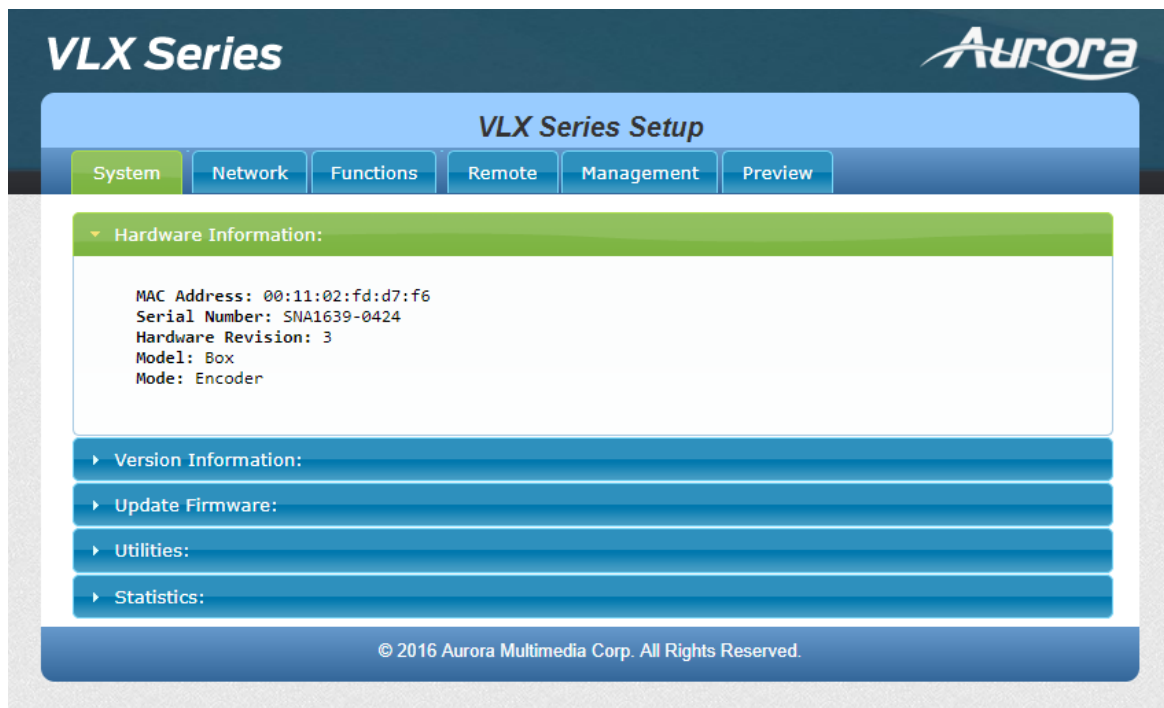 VLX Series
Aurora
VLX Series Setup
System Network Functions Remote Management Preview
Hardware Information:
MAC Address: 00:11:02:fd:d7:f6
Serial Number: SNA1639-0424
Hardware Revision: 3
Model: Box
Mode: Encoder
Version Information:
Update Firmware:
Utilities:
Statistics:
© 2016 Aurora Multimedia Corp. All Rights Reserved.